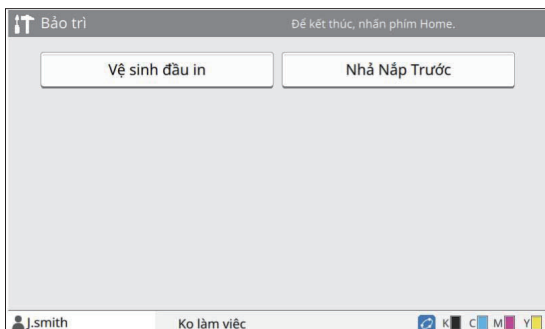 Bảo trì
Để kết thúc, nhấn phím Home.
Vệ sinh đầu in
Nhả Nắp Trước
J.smith
Ko làm việc
K C M Y